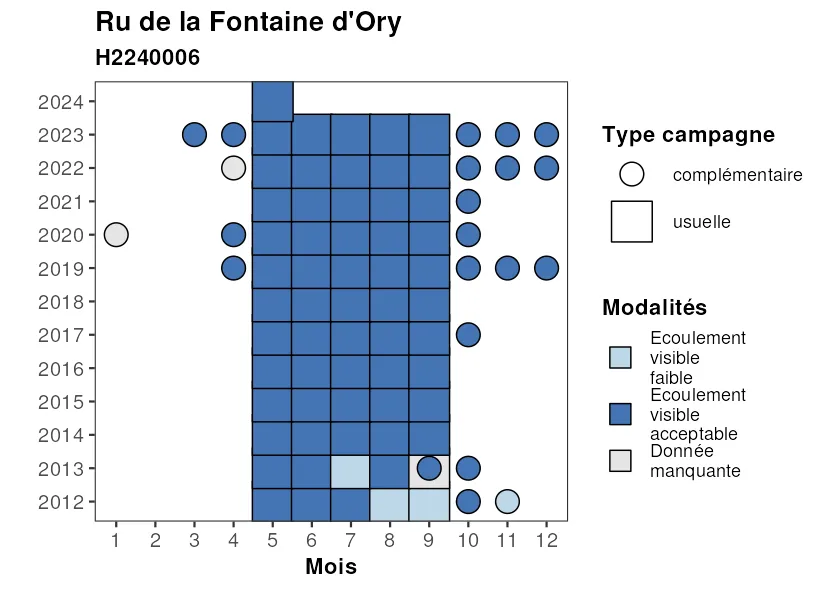 Ru de la Fontaine d'Ory
H2240006
2024
2023
2022
2021
2020
2019
2018
2017
2016
2015
2014
2013
2012
1 2 3 4 5 6 7 8 9 10 11 12
Mois
Type campagne
complémentaire
usuelle
Modalités
Ecoulement
visible
faible
Ecoulement
visible
acceptable
Donnée
manquante